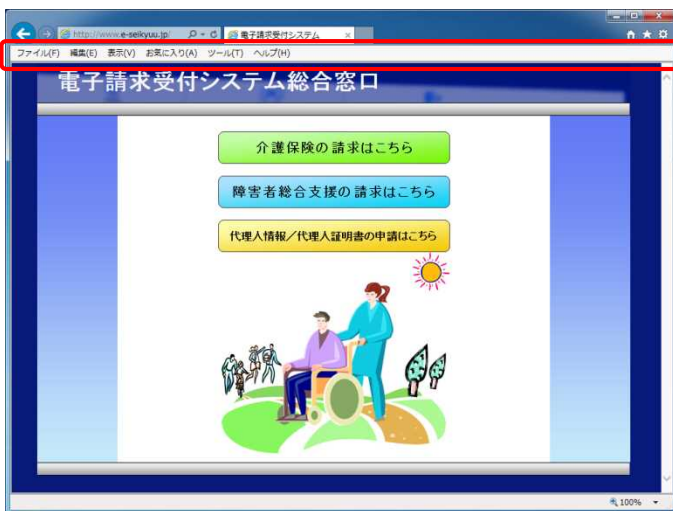 http://www.e-seikyuu.jp/
電子請求受付システム
ファイル(F) 編集(E) 表示(V) お気に入り(A) ツール(T) ヘルプ(H)
電子請求受付システム総合窓口
介護保険の請求はこちら
障害者総合支援の請求はこちら
代理人情報／代理人証明書の申請はこちら
100%